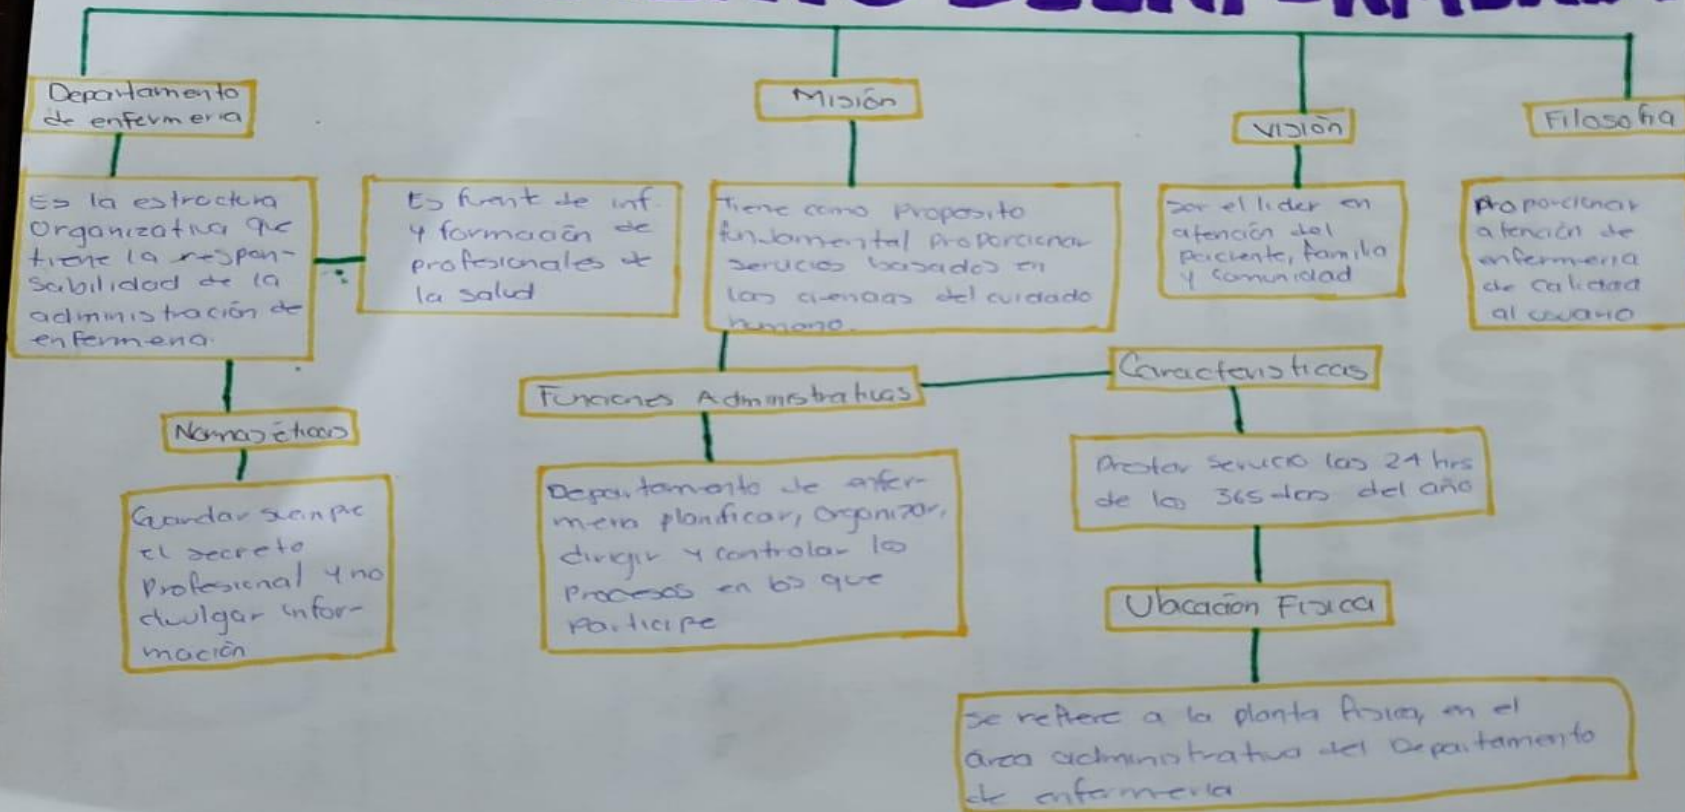 Departamento
de enfermeria
Es la estructura
Organizativa que
tiene la respon-
sabilidad de la
administración de
enfermeria.
Es fuente de inf.
y formación de
profesionales de
la salud
Normas éticas
Guardar siempre
el secreto
Profesional y no
divulgar infor-
mación
Misión
Tiene como Proposito
fundamental proporcionar
servicios basados en
las ciencias del cuidado
humano.
Funciones Administrativas
Departamento de enfer-
meria planificar, organizar,
dirigir y controlar los
Procesos en los que
Participe
Características
Prestar servicio las 24 hrs
de los 365 días del año
Ubicación Física
se refiere a la planta física, en el
área administrativa del Departamento
de enfermería
Visión
ser el lider en
atención del
paciente, familia
y comunidad
Filosofia
Proporcionar
atención de
enfermeria
de calidad
al usuario